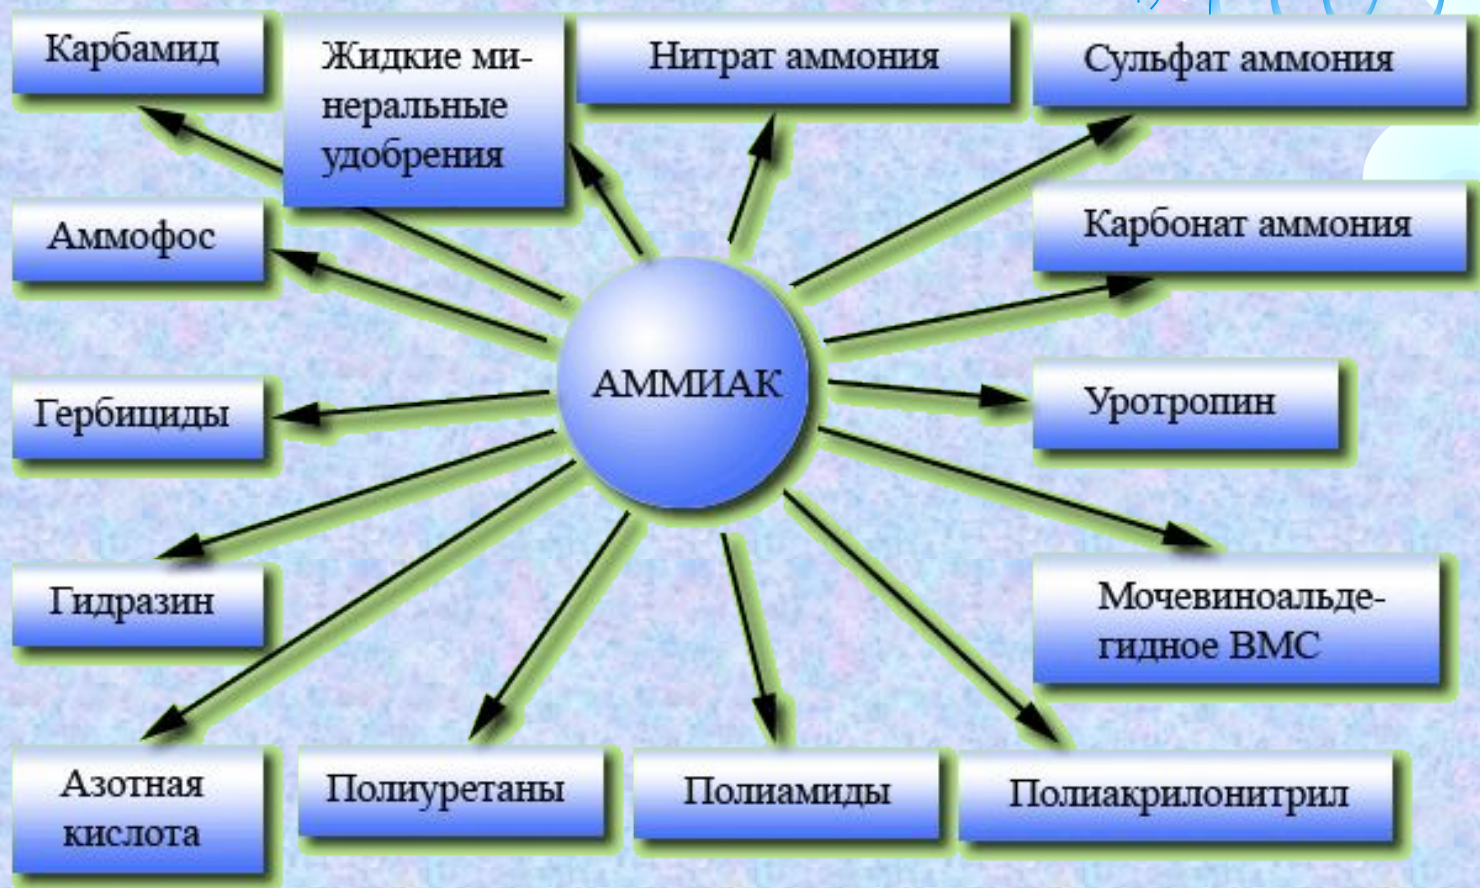 Карбамид
Жидкие ми-
неральные
удобрения
Нитрат аммония
Сульфат аммония
Аммофос
Карбонат аммония
АММИАК
Гербициды
Уротропин
Гидразин
Мочевиноальде-
гидное ВМС
Азотная
кислота
Полиуретаны
Полиамиды
Полиакрилонитрил